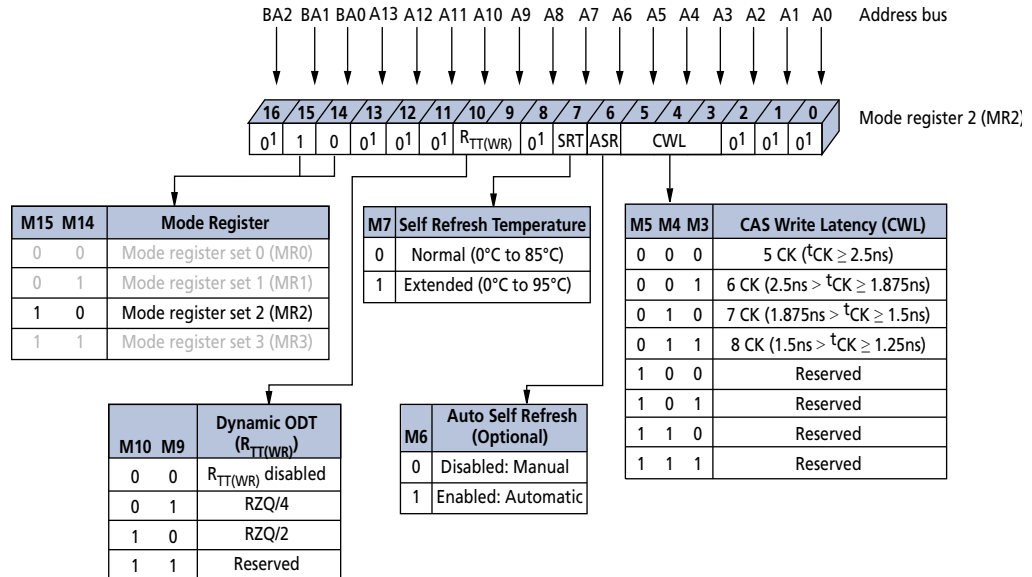 BA2 BA1 BA0 A13 A12 A11 A10 A9 A8 A7 A6 A5 A4 A3 A2 A1 A0 Address bus
16 15 14 13 12 11 10 9 8 7 6 5 4 3 2 1 0
Mode register 2 (MR2)
0¹ 1 0 0¹ 0¹ 0¹ RTT(WR) 0¹ SRT ASR CWL 0¹ 0¹ 0¹
M15 M14 Mode Register
0 0 Mode register set 0 (MR0)
0 1 Mode register set 1 (MR1)
1 0 Mode register set 2 (MR2)
1 1 Mode register set 3 (MR3)
M7 Self Refresh Temperature
0 Normal (0°C to 85°C)
1 Extended (0°C to 95°C)
M5 M4 M3 CAS Write Latency (CWL)
0 0 0 5 CK (tCK ≥ 2.5ns)
0 0 1 6 CK (2.5ns > tCK ≥ 1.875ns)
0 1 0 7 CK (1.875ns > tCK ≥ 1.5ns)
0 1 1 8 CK (1.5ns > tCK ≥ 1.25ns)
1 0 0 Reserved
1 0 1 Reserved
1 1 0 Reserved
1 1 1 Reserved
M10 M9 Dynamic ODT
(RTT(WR))
0 0 RTT(WR) disabled
0 1 RZQ/4
1 0 RZQ/2
1 1 Reserved
M6 Auto Self Refresh
(Optional)
0 Disabled: Manual
1 Enabled: Automatic